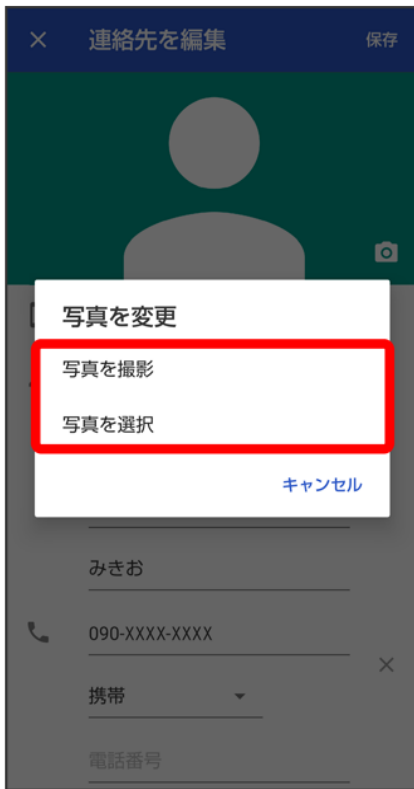 連絡先を編集 保存
写真を変更
写真を撮影
写真を選択
キャンセル
みきお
090-XXXX-XXXX
携帯
電話番号